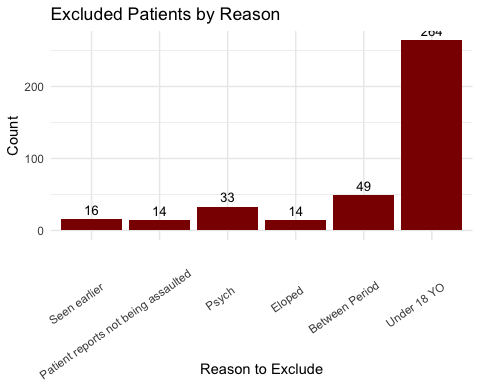 Excluded Patients by Reason
264
200
100
0
Count
16
14
33
14
49
Seen earlier
Patient reports not being assaulted
Psych
Eloped
Between Period
Under 18 YO
Reason to Exclude